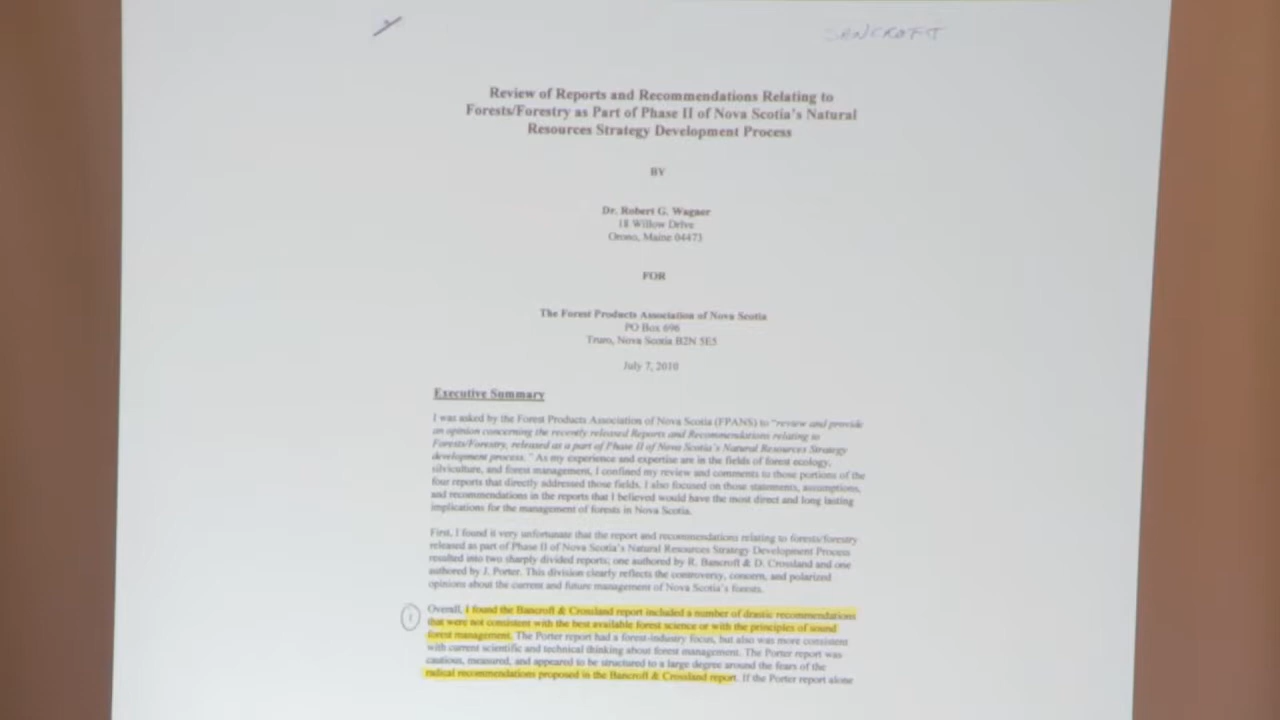 BANCROFT
Review of Reports and Recommendations Relating to
Forests/Forestry as Part of Phase II of Nova Scotia's Natural
Resources Strategy Development Process
BY
Dr. Robert G. Wagner
18 Willow Drive
Orono, Maine 04473
FOR
The Forest Products Association of Nova Scotia
PO Box 696
Truro, Nova Scotia B2N 5E5
July 7, 2010
Executive Summary
I was asked by the Forest Products Association of Nova Scotia (FPANS) to "review and provide
an opinion concerning the recently released Reports and Recommendations relating to
Forests/Forestry, released as a part of Phase II of Nova Scotia's Natural Resources Strategy
development process." As my experience and expertise are in the fields of forest ecology,
silviculture, and forest management, I confined my review and comments to those portions of the
four reports that directly addressed those fields. I also focused on those statements, assumptions,
and recommendations in the reports that I believed would have the most direct and long lasting
implications for the management of forests in Nova Scotia.
First, I found it very unfortunate that the report and recommendations relating to forests/forestry
released as part of Phase II of Nova Scotia's Natural Resources Strategy Development Process
resulted into two sharply divided reports; one authored by R. Bancroft & D. Crossland and one
authored by J. Porter. This division clearly reflects the controversy, concern, and polarized
opinions about the current and future management of Nova Scotia's forests.
1
Overall, I found the Bancroft & Crossland report included a number of drastic recommendations
that were not consistent with the best available forest science or with the principles of sound
forest management. The Porter report had a forest-industry focus, but also was more consistent
with current scientific and technical thinking about forest management. The Porter report was
cautious, measured, and appeared to be structured to a large degree around the fears of the
radical recommendations proposed in the Bancroft & Crossland report. If the Porter report alone